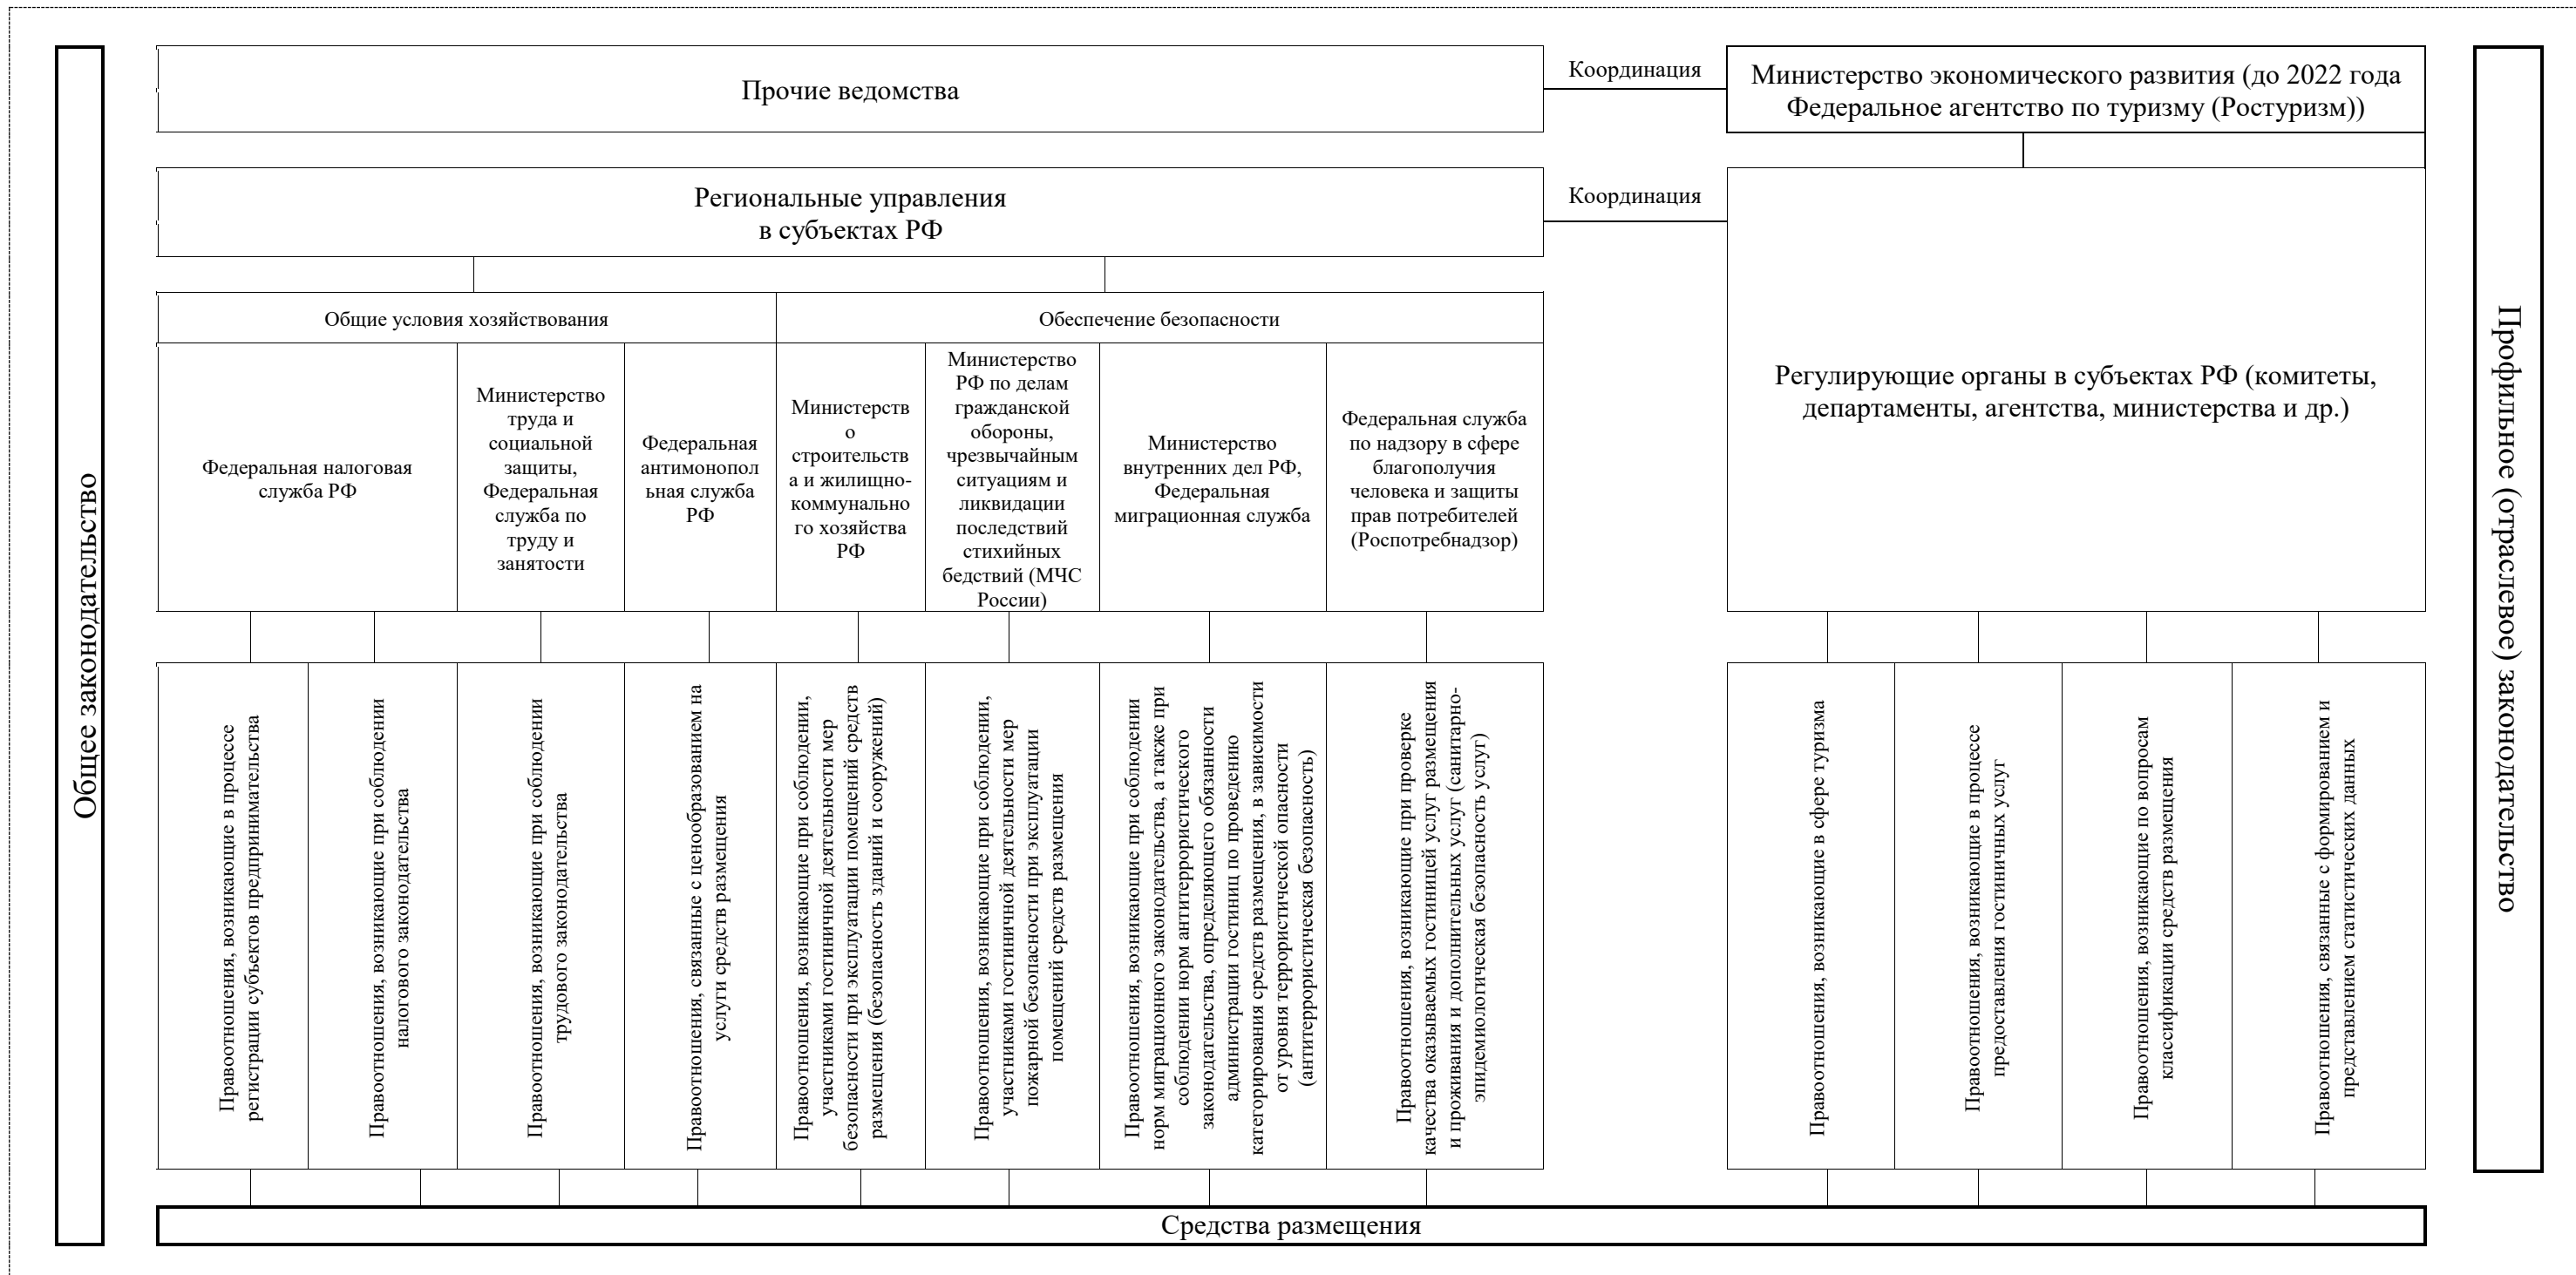 Общее законодательство
Прочие ведомства
Координация
Министерство экономического развития (до 2022 года
Федеральное агентство по туризму (Ростуризм))
Региональные управления
в субъектах РФ
Координация
Общие условия хозяйствования
Обеспечение безопасности
Федеральная налоговая
служба РФ
Министерство
труда и
социальной
защиты,
Федеральная
служба по
труду и
занятости
Федеральная
антимонопол
ьная служба
РФ
Министерств
о
строительств
а и жилищно-
коммунально
го хозяйства
РФ
Министерство
РФ по делам
гражданской
обороны,
чрезвычайным
ситуациям и
ликвидации
последствий
стихийных
бедствий (МЧС
России)
Министерство
внутренних дел РФ,
Федеральная
миграционная служба
Федеральная служба
по надзору в сфере
благополучия
человека и защиты
прав потребителей
(Роспотребнадзор)
Регулирующие органы в субъектах РФ (комитеты,
департаменты, агентства, министерства и др.)
Правоотношения, возникающие в процессе
регистрации субъектов предпринимательства
Правоотношения, возникающие при соблюдении
налогового законодательства
Правоотношения, возникающие при соблюдении
трудового законодательства
Правоотношения, связанные с ценообразованием на
услуги средств размещения
Правоотношения, возникающие при соблюдении,
участниками гостиничной деятельности мер
безопасности при эксплуатации помещений средств
размещения (безопасность зданий и сооружений)
Правоотношения, возникающие при соблюдении,
участниками гостиничной деятельности мер
пожарной безопасности при эксплуатации
помещений средств размещения
Правоотношения, возникающие при соблюдении
норм миграционного законодательства, а также при
соблюдении норм антитеррористического
законодательства, определяющего обязанности
администрации гостиниц по проведению
категорирования средств размещения, в зависимости
от уровня террористической опасности
(антитеррористическая безопасность)
Правоотношения, возникающие при проверке
качества оказываемых гостиницей услуг размещения
и проживания и дополнительных услуг (санитарно-
эпидемиологическая безопасность услуг)
Правоотношения, возникающие в сфере туризма
Правоотношения, возникающие в процессе
предоставления гостиничных услуг
Правоотношения, возникающие по вопросам
классификации средств размещения
Правоотношения, связанные с формированием и
представлением статистических данных
Средства размещения
Профильное (отраслевое) законодательство